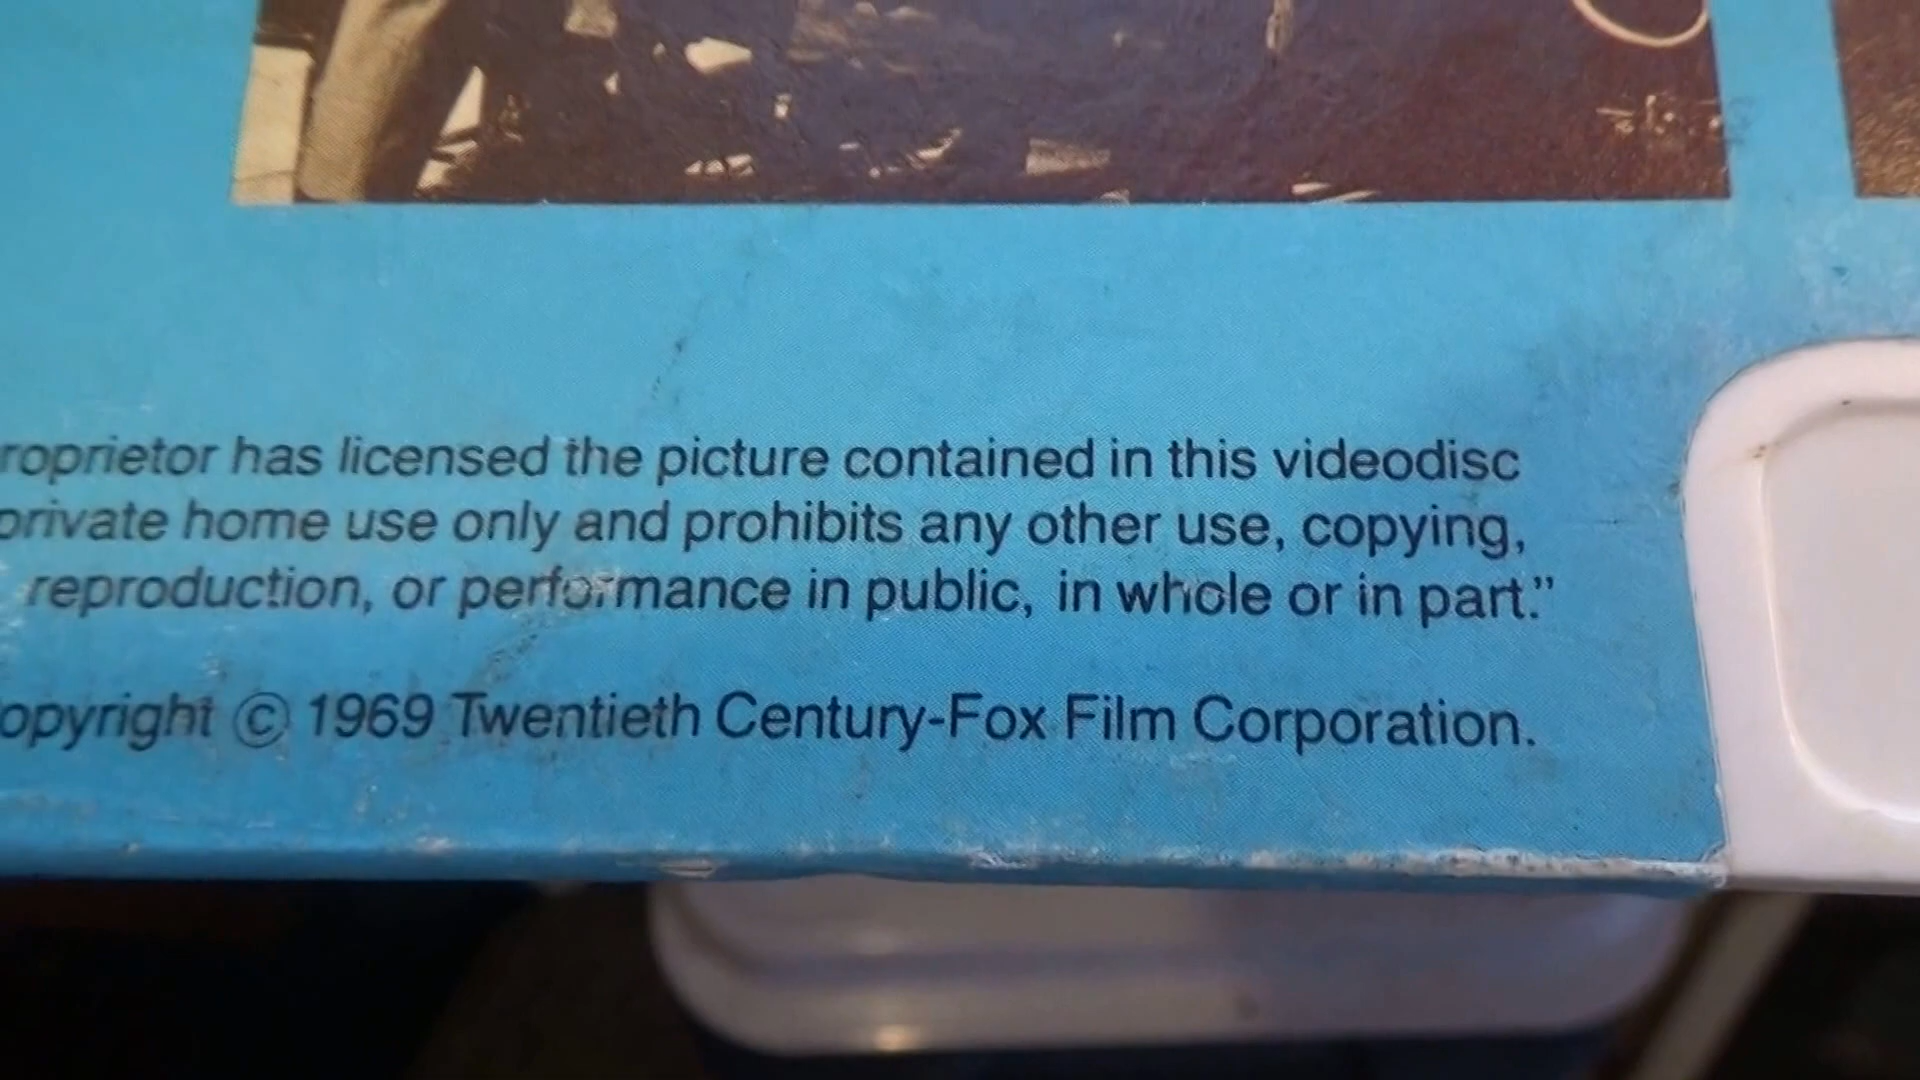 roprietor has licensed the picture contained in this videodisc
private home use only and prohibits any other use, copying,
reproduction, or performance in public, in whole or in part.”
opyright © 1969 Twentieth Century-Fox Film Corporation.